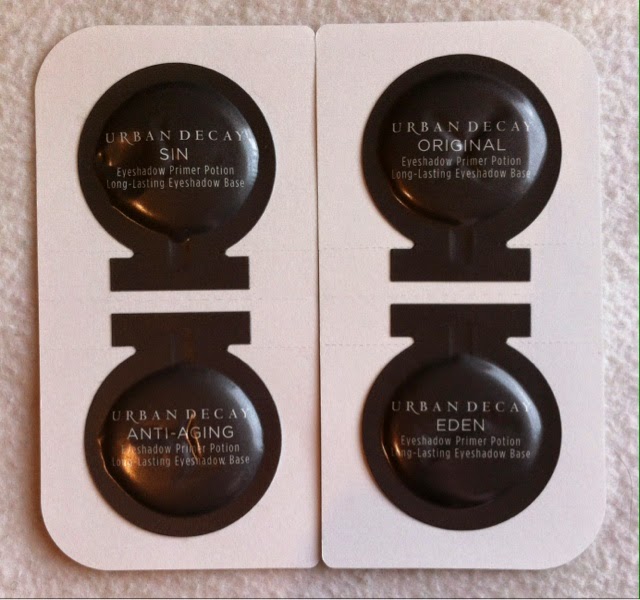 URBAN DECAY
SIN
Eyeshadow Primer Potion
Long-Lasting Eyeshadow Base
URBAN DECAY
ORIGINAL
Eyeshadow Primer Potion
Long-Lasting Eyeshadow Base
URBAN DECAY
ANTI-AGING
Eyeshadow Primer Potion
Long-Lasting Eyeshadow Base
URBAN DECAY
EDEN
Eyeshadow Primer Potion
Long-Lasting Eyeshadow Base